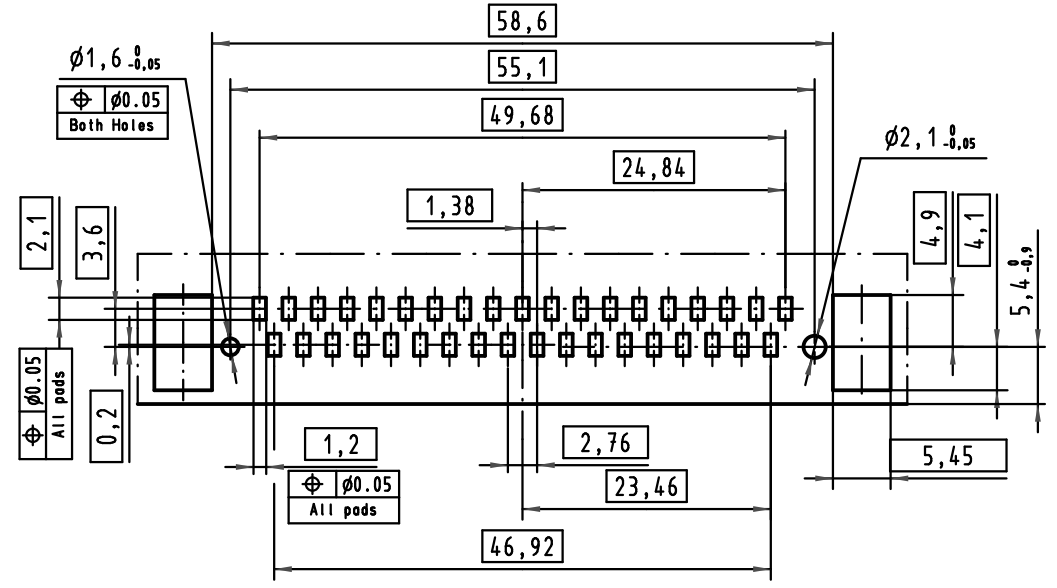 58,6
Ø1,6 0 -0,05
55,1
Ø0.05
Both Holes
49,68
Ø2,1 0 -0,05
24,84
1,38
2,1
3,6
4,9
4,1
5,4 0 -0,9
Ø0.05
All pads
0,2
1,2
2,76
5,45
Ø0.05
All pads
23,46
46,92